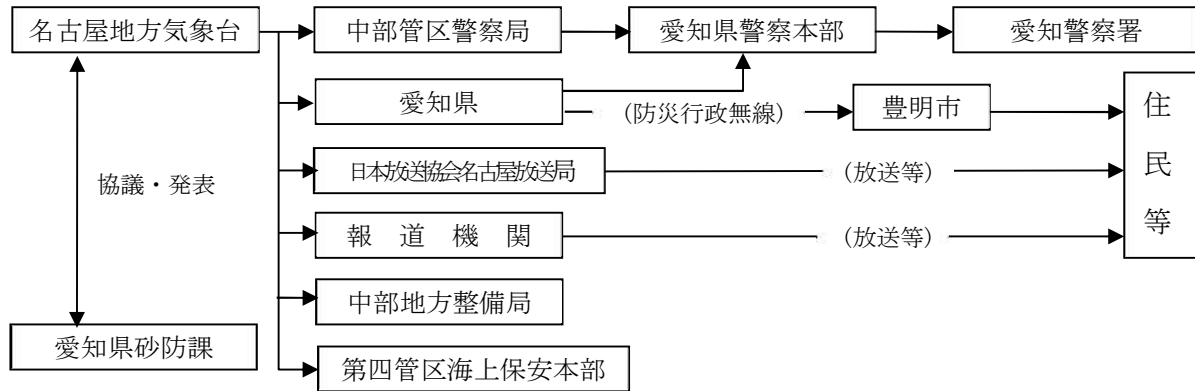 名古屋地方気象台
中部管区警察局
愛知県警察本部
愛知警察署
愛知県
(防災行政無線)
豊明市
住民等
日本放送協会名古屋放送局
(放送等)
協議・発表
報道機関
(放送等)
中部地方整備局
愛知県砂防課
第四管区海上保安本部